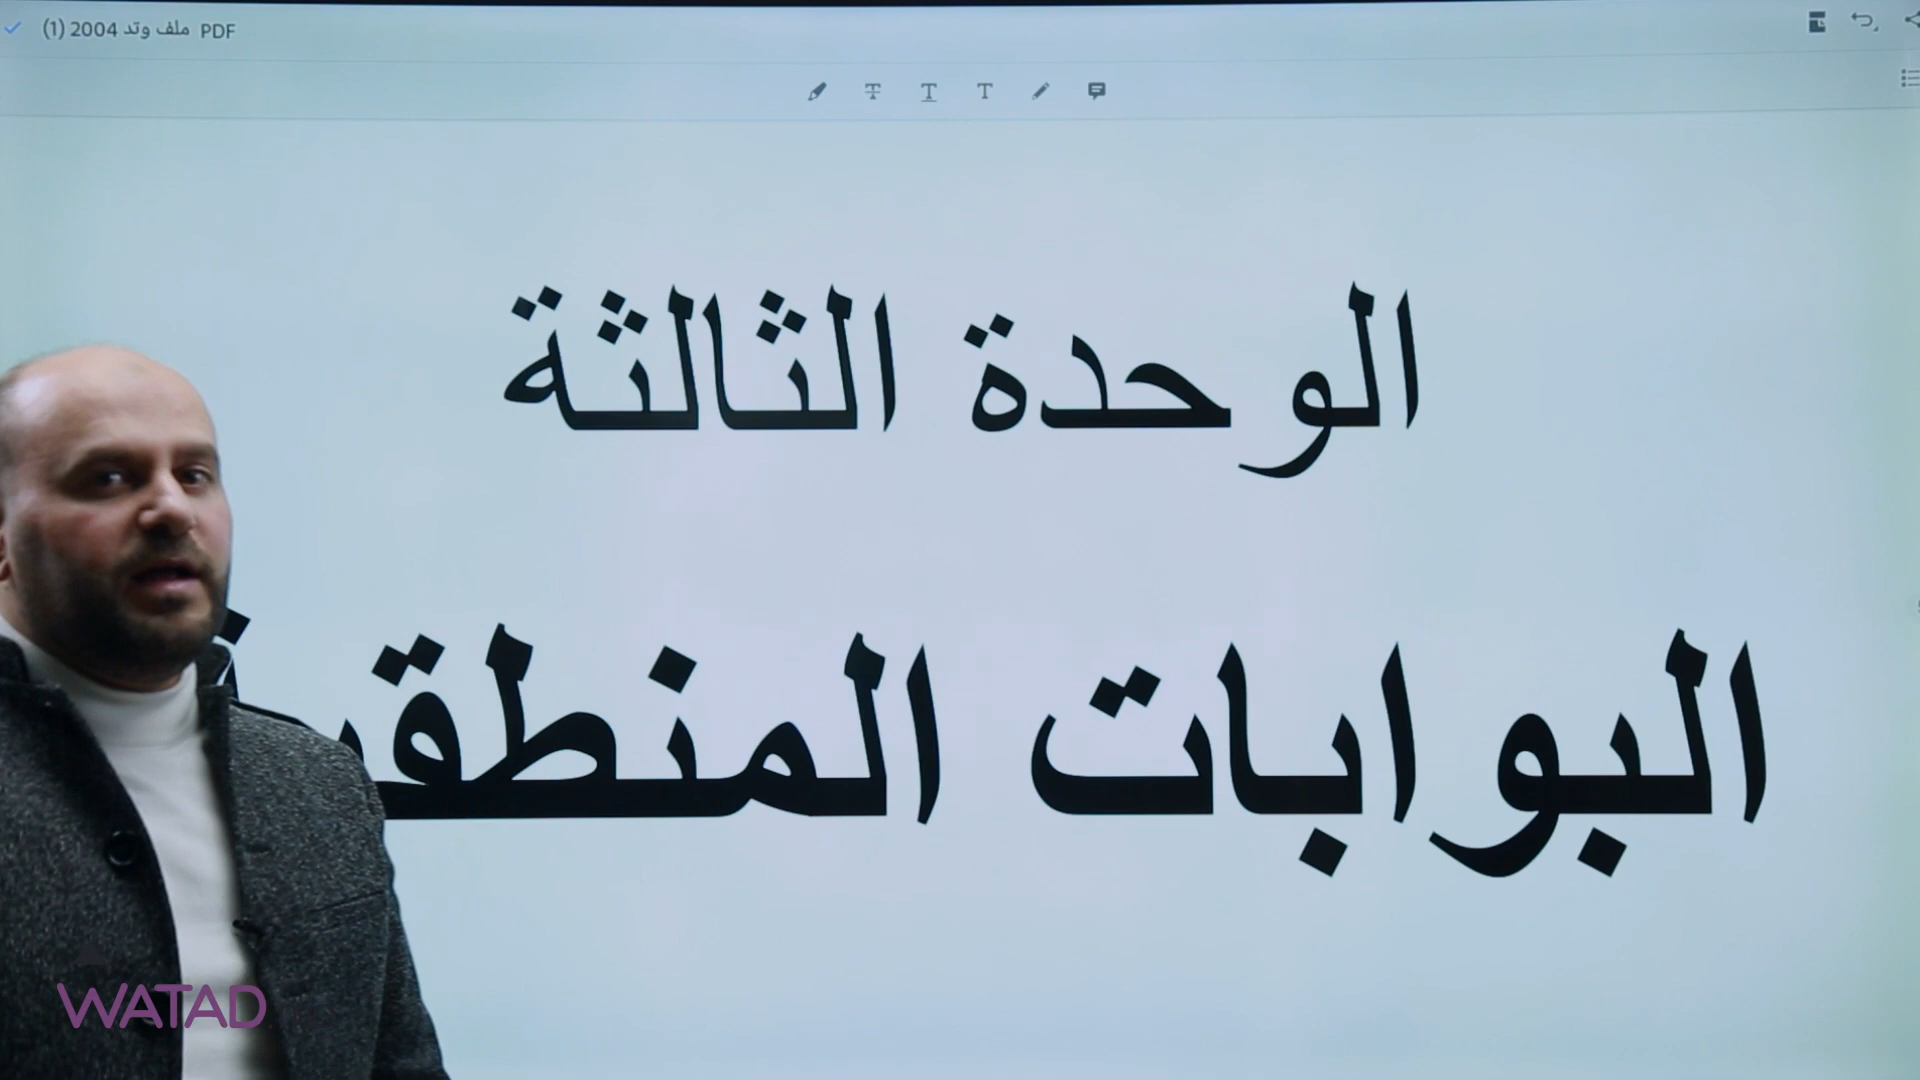 ملف وتد 2004 (1) PDF
الوحدة الثالثة
البوابات
WATAD